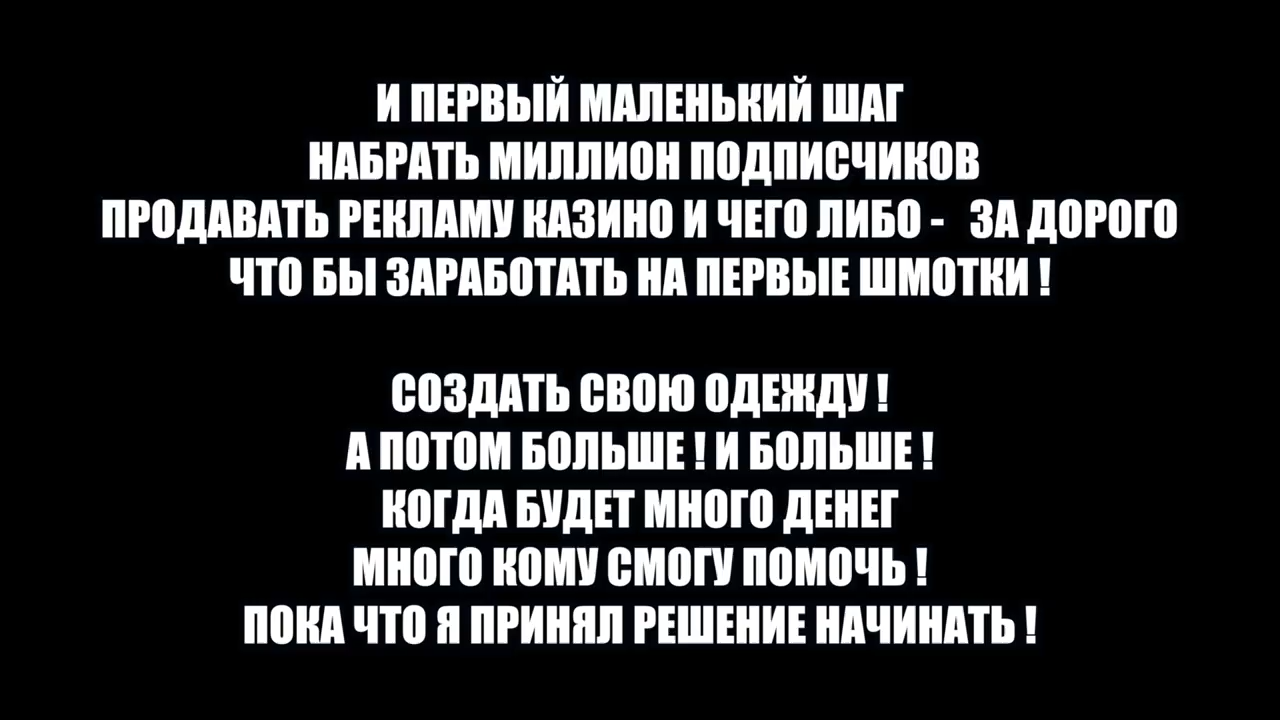 И ПЕРВЫЙ МАЛЕНЬКИЙ ШАГ
НАБРАТЬ МИЛЛИОН ПОДПИСЧИКОВ
ПРОДАВАТЬ РЕКЛАМУ КАЗИНО И ЧЕГО ЛИБО -   ЗА ДОРОГО
ЧТО БЫ ЗАРАБОТАТЬ НА ПЕРВЫЕ ШМОТКИ !
СОЗДАТЬ СВОЮ ОДЕЖДУ !
А ПОТОМ БОЛЬШЕ ! И БОЛЬШЕ !
КОГДА БУДЕТ МНОГО ДЕНЕГ
МНОГО КОМУ СМОГУ ПОМОЧЬ !
ПОКА ЧТО Я ПРИНЯЛ РЕШЕНИЕ НАЧИНАТЬ !